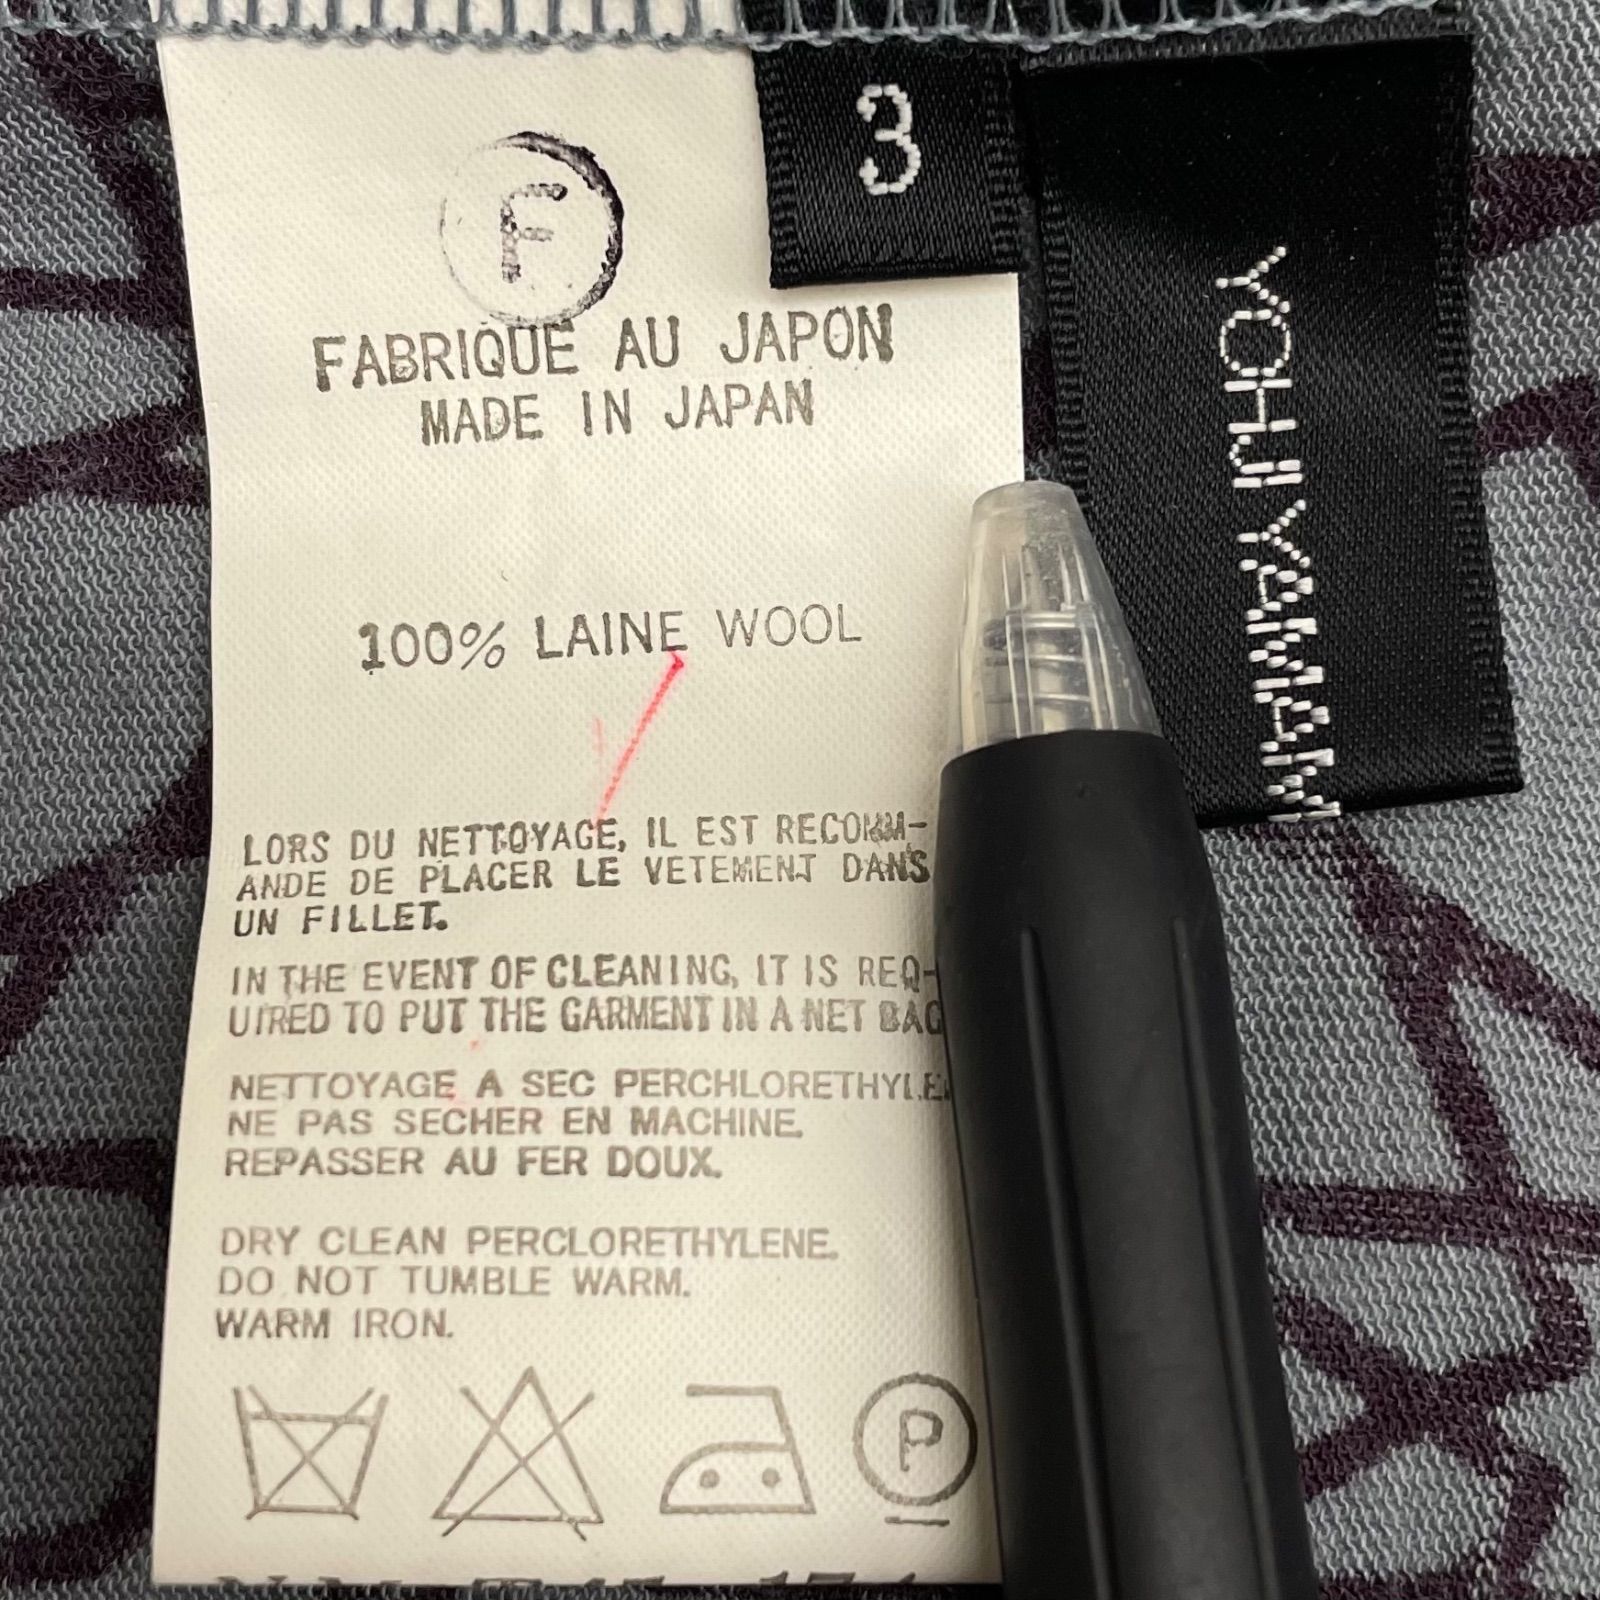 3
F
FABRIQUE AU JAPON
MADE IN JAPAN
100% LAINE WOOL
LORS DU NETTOYAGE, IL EST RECOMM-
ANDE DE PLACER LE VETEMENT DANS
UN FILLET.
IN THE EVENT OF CLEANING, IT IS REQ-
UIRED TO PUT THE GARMENT IN A NET BAG
NETTOYAGE A SEC PERCHLORETHYLE
NE PAS SECHER EN MACHINE.
REPASSER AU FER DOUX.
DRY CLEAN PERCLORETHYLENE.
DO NOT TUMBLE WARM.
WARM IRON.
P
YOHJI YAMAM